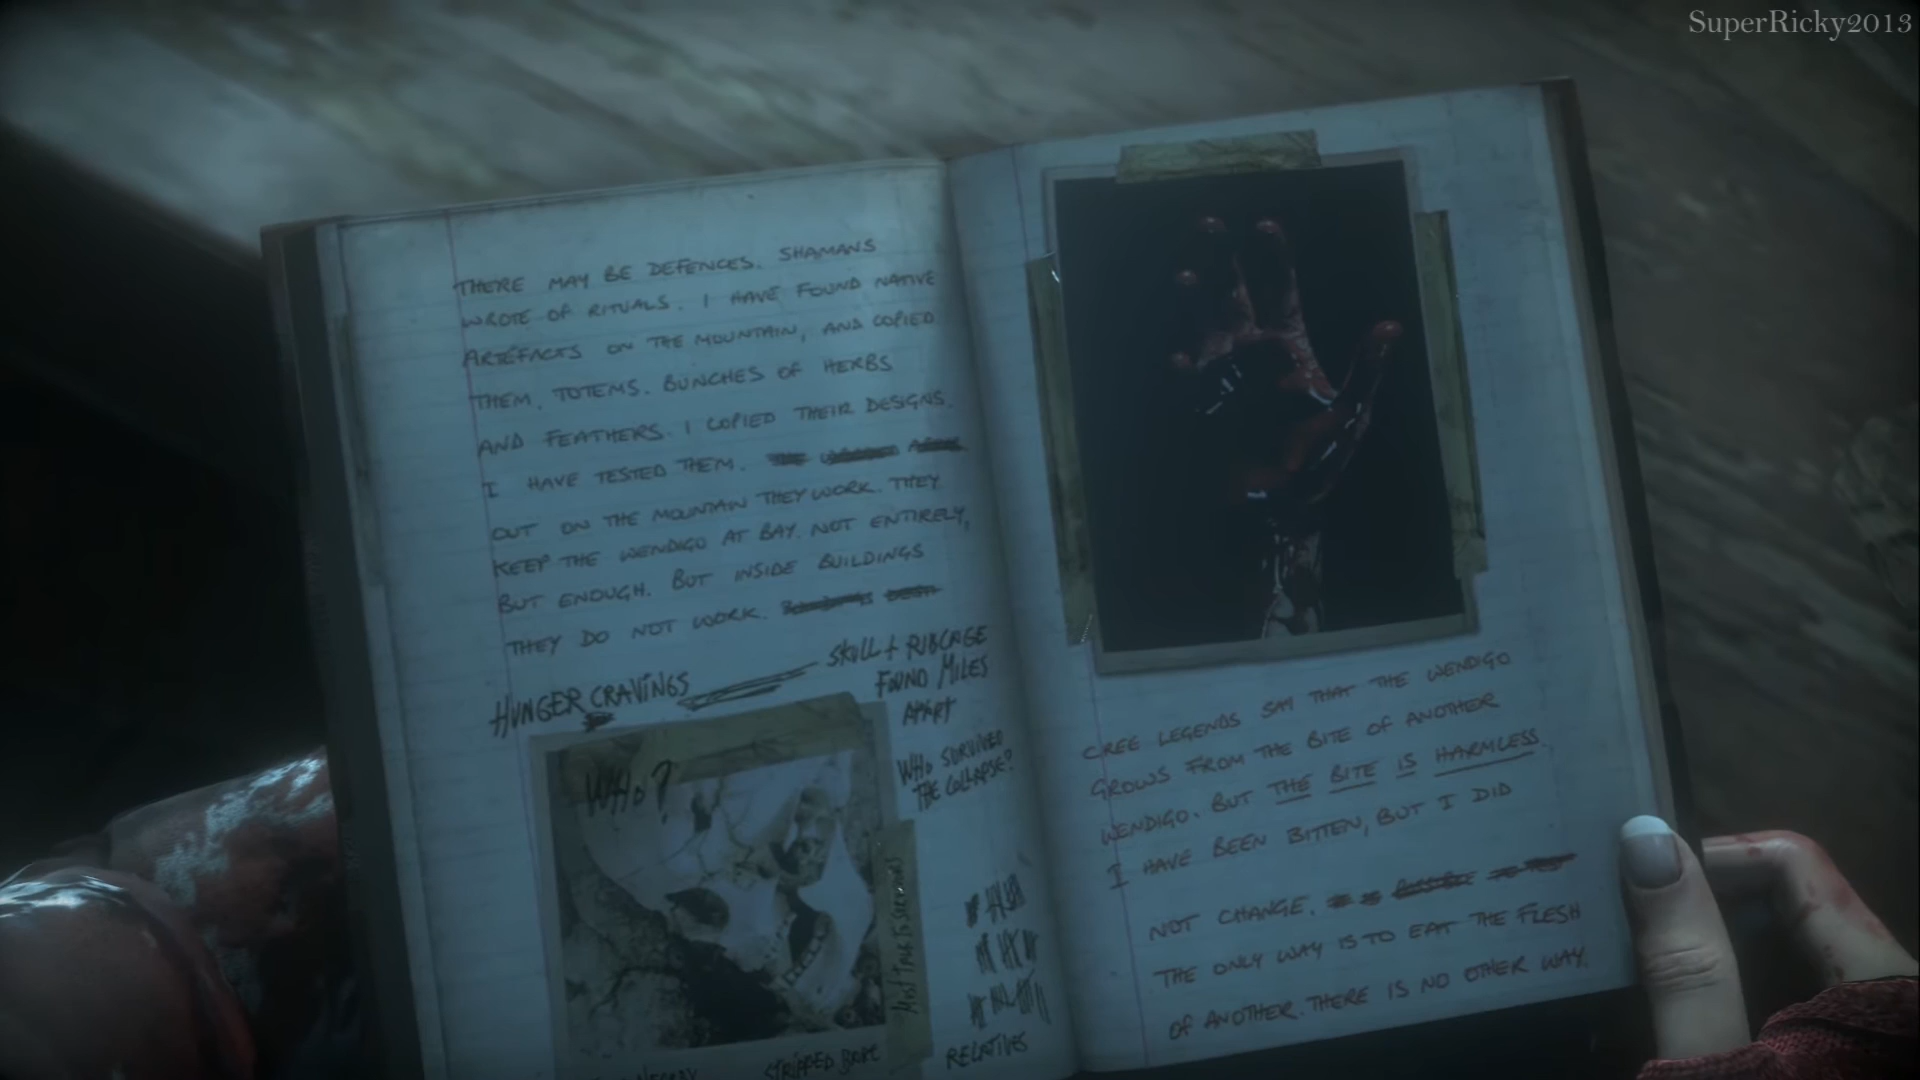 SuperRicky2013
THERE MAY BE DEFENCES. SHAMANS
WROTE OF RITUALS. I HAVE FOUND NATIVE
ARTEFACTS ON THE MOUNTAIN, AND COPIED
THEM. TOTEMS. BUNCHES OF HERBS
AND FEATHERS. I COPIED THEIR DESIGNS.
I HAVE TESTED THEM.
OUT ON THE MOUNTAIN THEY WORK. THEY
KEEP THE WENDIGO AT BAY. NOT ENTIRELY,
BUT ENOUGH. BUT INSIDE BUILDINGS
THEY DO NOT WORK.
HUNGER CRAVINGS
SKULL + RIBCAGE
FOUND MILES
APART
WHO SURVIVED
THE COLLAPSE?
WHO?
STRIPPED BARE
RELATIVES
CREE LEGENDS SAY THAT THE WENDIGO
GROWS FROM THE BITE OF ANOTHER
WENDIGO. BUT THE BITE IS HARMLESS.
I HAVE BEEN BITTEN, BUT I DID
NOT CHANGE.
THE ONLY WAY IS TO EAT THE FLESH
OF ANOTHER. THERE IS NO OTHER WAY.